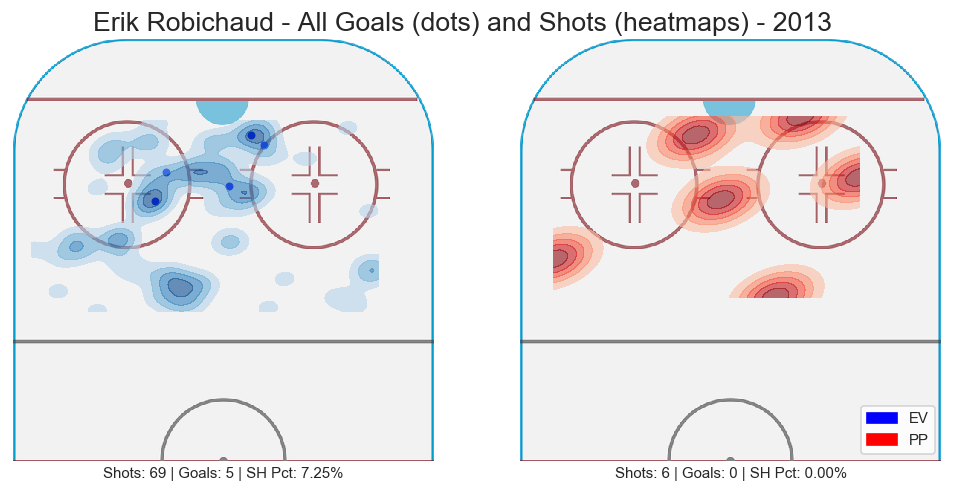 Erik Robichaud - All Goals (dots) and Shots (heatmaps) - 2013
EV
PP
Shots: 69 | Goals: 5 | SH Pct: 7.25%
Shots: 6 | Goals: 0 | SH Pct: 0.00%